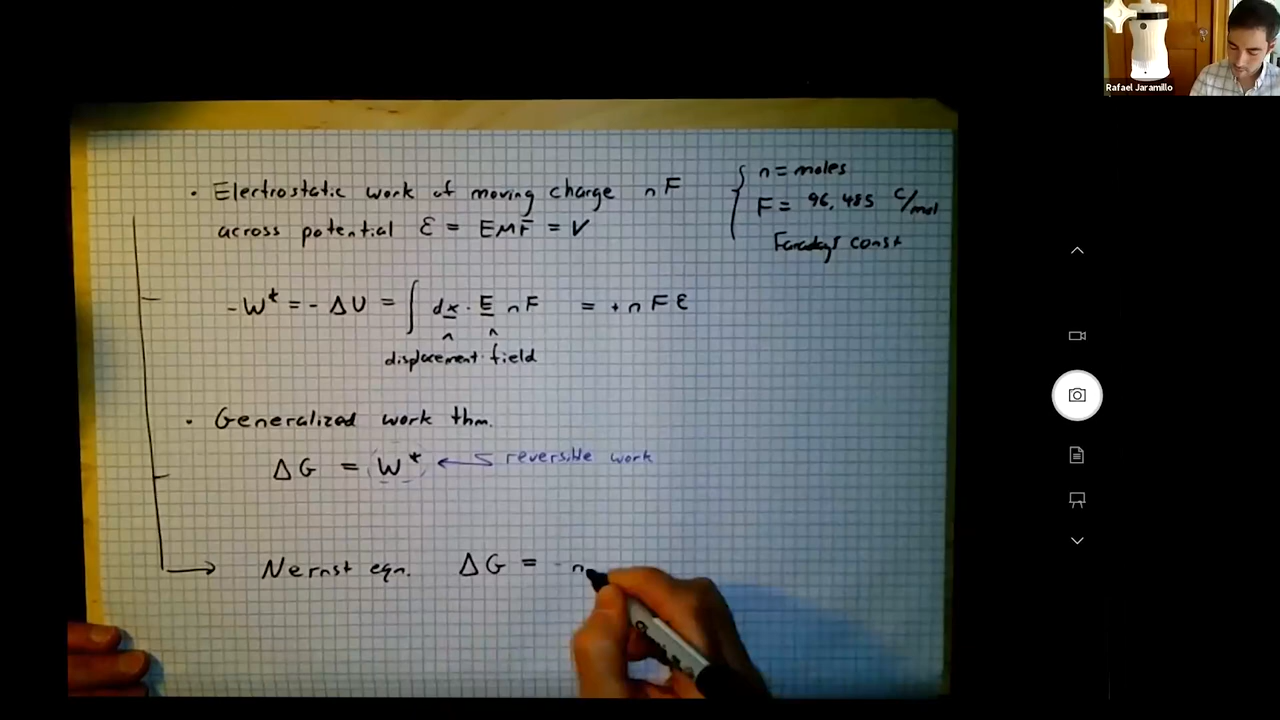 Rafael Jaramillo
• Electrostatic work of moving charge nF
across potential ℰ = EMF = V
{ n = moles
F = 96,485 C/mol
Faraday's const
-W* = -ΔU = ∫ dx · E nF = + n F ℰ
^ ^
displacement · field
• Generalized work thm.
ΔG = W* ← reversible work
→ Nernst eqn. ΔG = - n